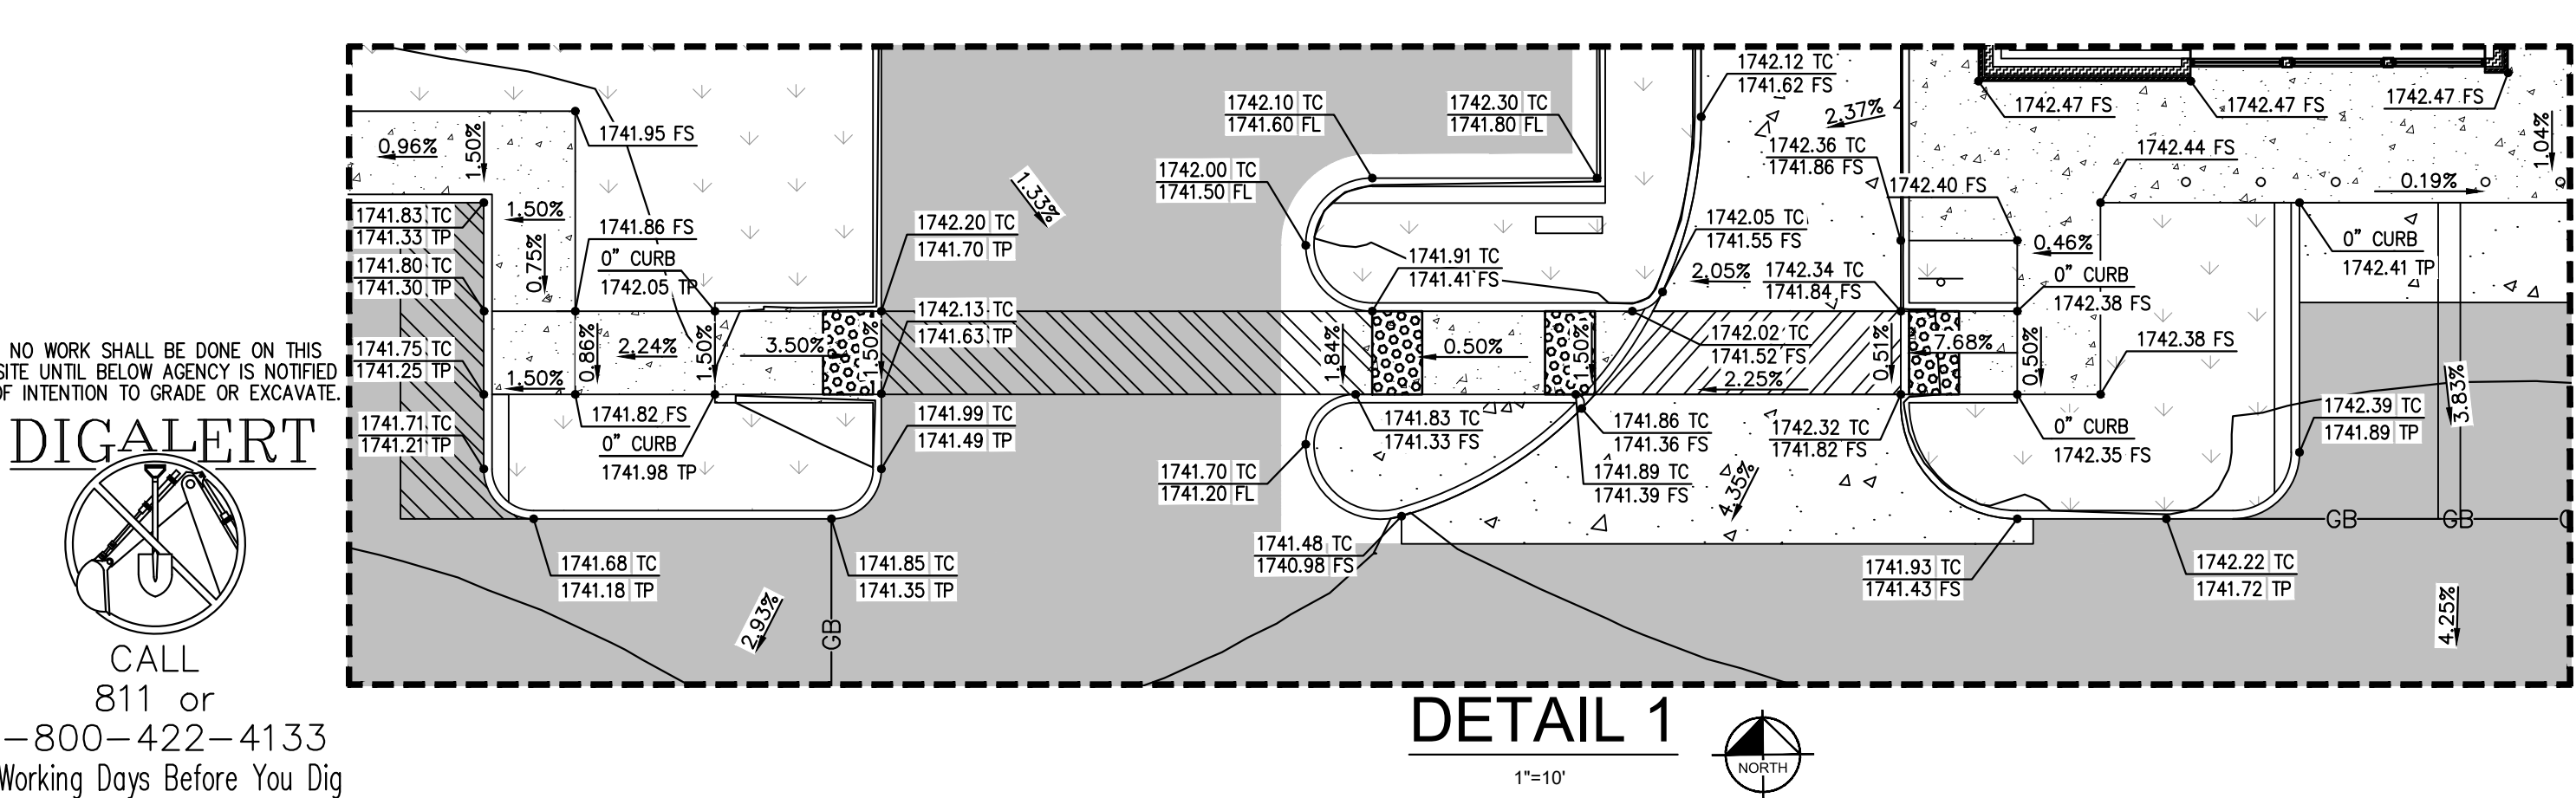 NO WORK SHALL BE DONE ON THIS
SITE UNTIL BELOW AGENCY IS NOTIFIED
OF INTENTION TO GRADE OR EXCAVATE.
DIGALERT
CALL
811 or
-800-422-4133
Working Days Before You Dig
0.96%
1.50%
1741.95 FS
1.50%
0.75%
1741.83 TC
1741.33 TP
1741.80 TC
1741.30 TP
1741.75 TC
1741.25 TP
1741.71 TC
1741.21 TP
1741.86 FS
0" CURB
1742.05 TP
1.50%
0.86%
2.24%
1.50%
3.50%
1.50%
1741.82 FS
0" CURB
1741.98 TP
1741.68 TC
1741.18 TP
1741.85 TC
1741.35 TP
2.93%
GB
1742.20 TC
1741.70 TP
1742.13 TC
1741.63 TP
1741.99 TC
1741.49 TP
1.33%
1742.10 TC
1741.60 FL
1742.30 TC
1741.80 FL
1742.00 TC
1741.50 FL
1741.91 TC
1741.41 FS
1.84%
0.50%
1.50%
1741.83 TC
1741.33 FS
1741.70 TC
1741.20 FL
1741.48 TC
1740.98 FS
1741.86 TC
1741.36 FS
1741.89 TC
1741.39 FS
4.35%
1742.12 TC
1741.62 FS
2.37%
1742.36 TC
1741.86 FS
1742.05 TC
1741.55 FS
2.05%
1742.34 TC
1741.84 FS
1742.02 TC
1741.52 FS
2.25%
0.51%
1742.32 TC
1741.82 FS
1742.40 FS
7.68%
0.50%
1742.47 FS
1742.47 FS
1742.47 FS
1742.44 FS
1.04%
0.19%
0.46%
0" CURB
1742.38 FS
0" CURB
1742.41 TP
1742.38 FS
0" CURB
1742.35 FS
3.83%
1742.39 TC
1741.89 TP
GB
GB
1741.93 TC
1741.43 FS
1742.22 TC
1741.72 TP
4.25%
DETAIL 1
1"=10'
NORTH